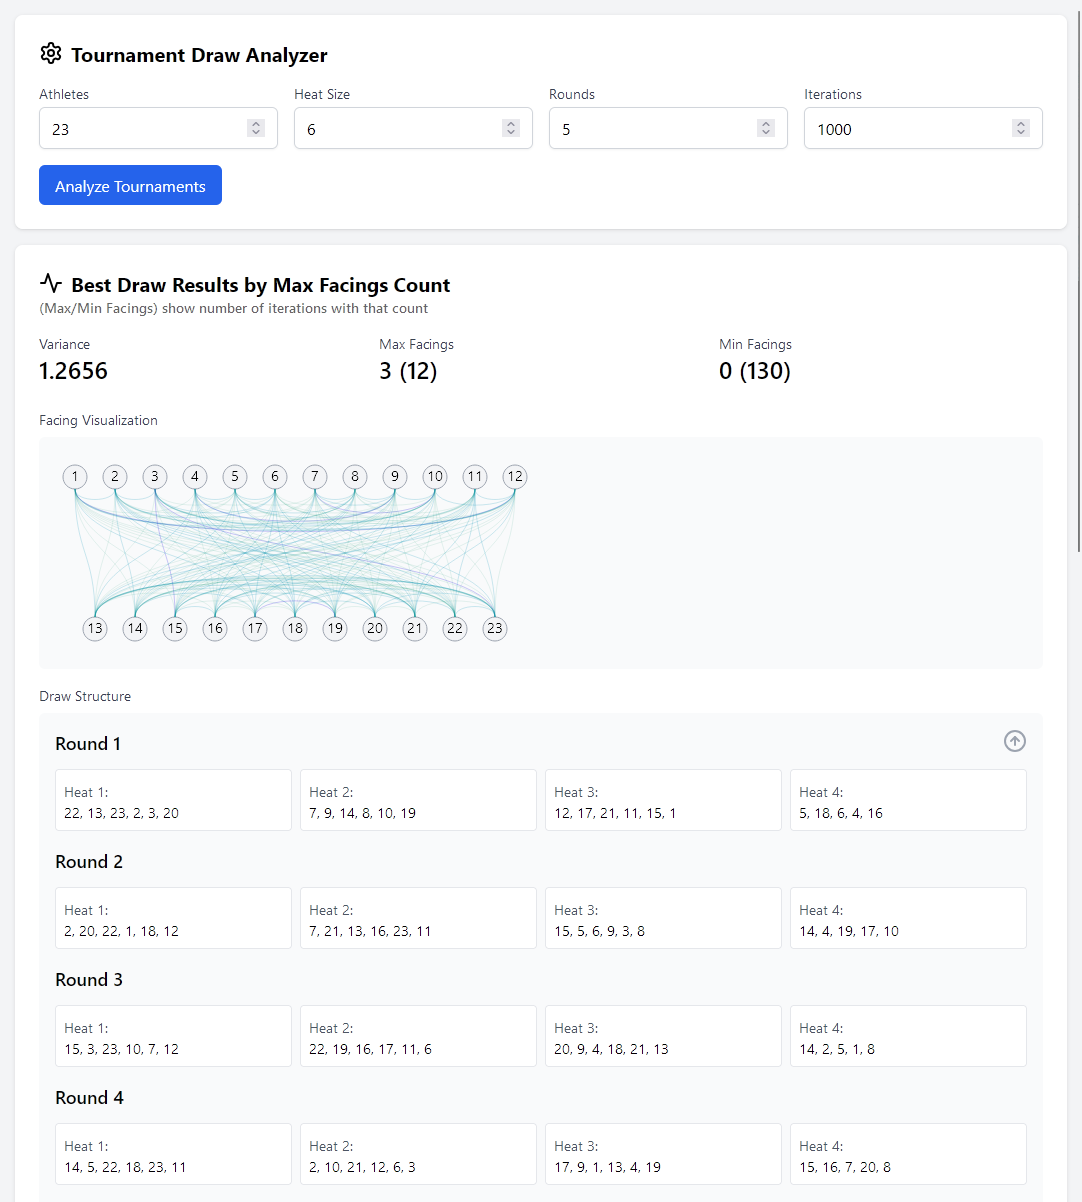 Tournament Draw Analyzer
Athletes Heat Size Rounds Iterations
23 6 5 1000
Analyze Tournaments
Best Draw Results by Max Facings Count
(Max/Min Facings) show number of iterations with that count
Variance Max Facings Min Facings
1.2656 3 (12) 0 (130)
Facing Visualization
1 2 3 4 5 6 7 8 9 10 11 12
13 14 15 16 17 18 19 20 21 22 23
Draw Structure
Round 1
Heat 1: Heat 2: Heat 3: Heat 4:
22, 13, 23, 2, 3, 20 7, 9, 14, 8, 10, 19 12, 17, 21, 11, 15, 1 5, 18, 6, 4, 16
Round 2
Heat 1: Heat 2: Heat 3: Heat 4:
2, 20, 22, 1, 18, 12 7, 21, 13, 16, 23, 11 15, 5, 6, 9, 3, 8 14, 4, 19, 17, 10
Round 3
Heat 1: Heat 2: Heat 3: Heat 4:
15, 3, 23, 10, 7, 12 22, 19, 16, 17, 11, 6 20, 9, 4, 18, 21, 13 14, 2, 5, 1, 8
Round 4
Heat 1: Heat 2: Heat 3: Heat 4:
14, 5, 22, 18, 23, 11 2, 10, 21, 12, 6, 3 17, 9, 1, 13, 4, 19 15, 16, 7, 20, 8